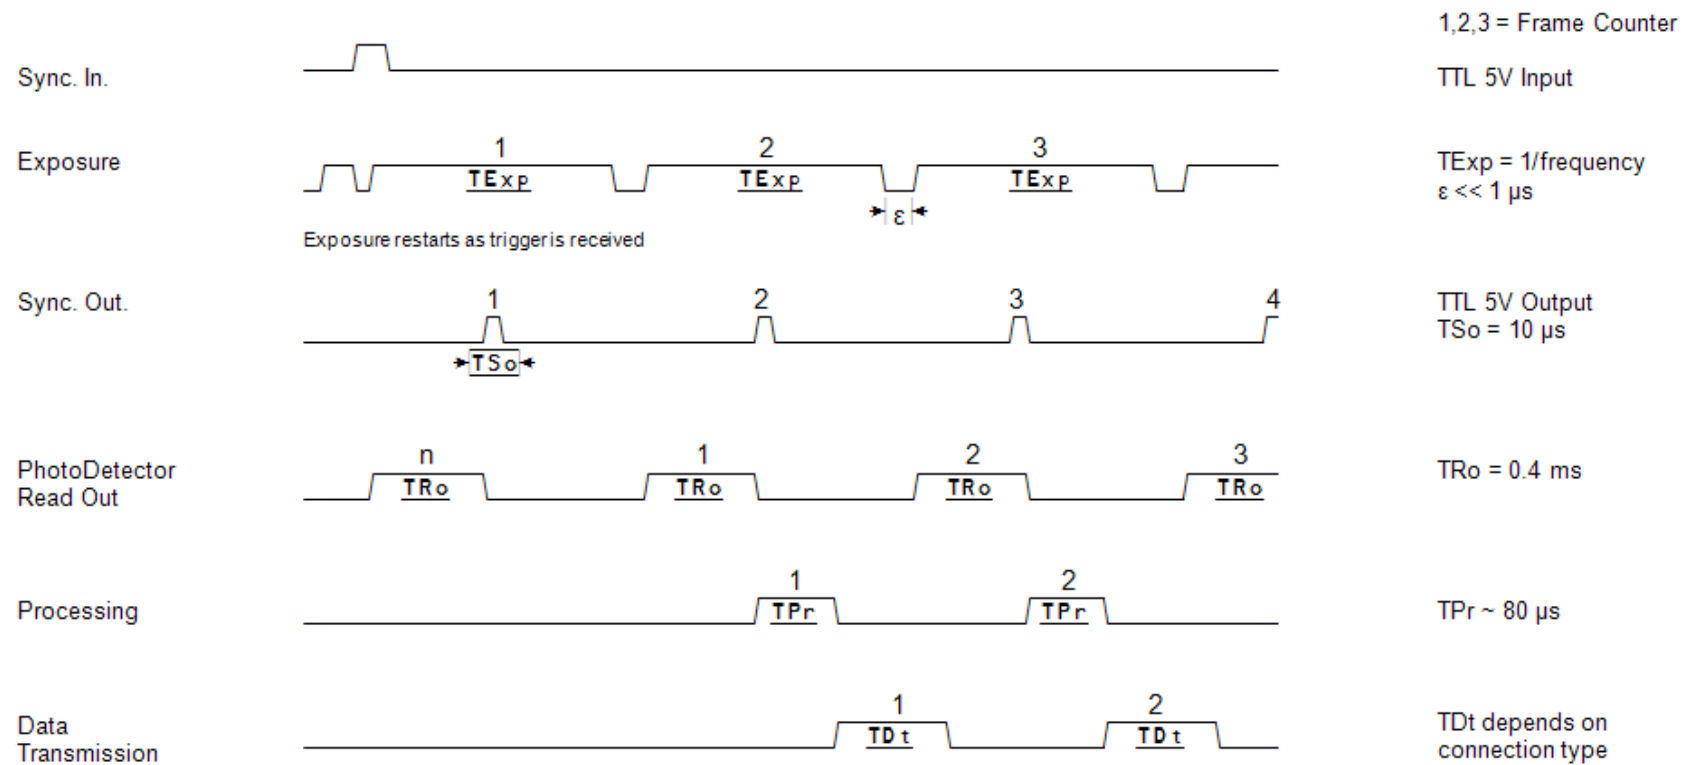 1,2,3 = Frame Counter
Sync. In.
TTL 5V Input
1 2 3
Exposure
TExp TExp TExp
TExp = 1/frequency
ε << 1 µs
ε
Exposure restarts as trigger is received
Sync. Out.
1 2 3 4
TTL 5V Output
TSo = 10 µs
TSo
n 1 2 3
PhotoDetector
Read Out
TRo TRo TRo TRo
TRo = 0.4 ms
1 2
Processing
TPr TPr
TPr ~ 80 µs
1 2
Data
Transmission
TDt TDt
TDt depends on
connection type